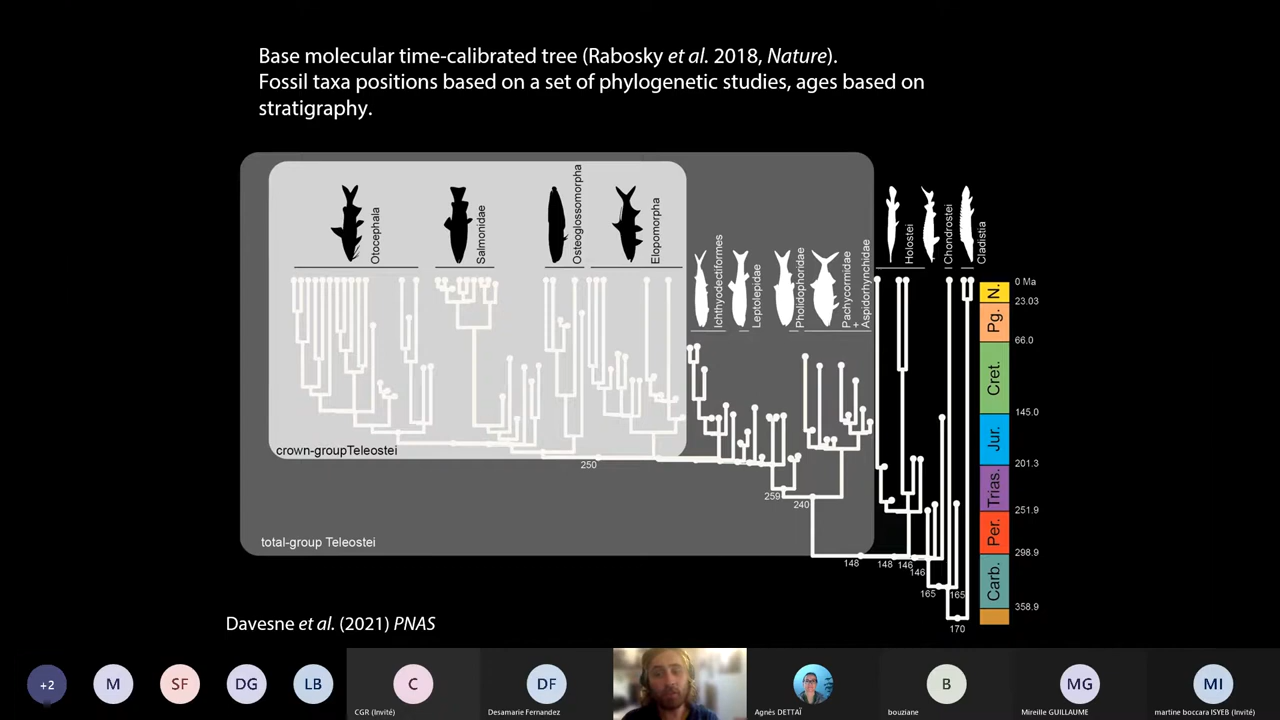 Base molecular time-calibrated tree (Rabosky et al. 2018, Nature).
Fossil taxa positions based on a set of phylogenetic studies, ages based on
stratigraphy.
Otocephala
Salmonidae
Osteoglossomorpha
Elopomorpha
Ichthyodectiformes
Leptolepidae
Pholidophoridae
Pachycormidae
+
Aspidorhynchidae
Holostei
Chondrostei
Cladistia
0 Ma
N.
23.03
Pg.
66.0
Cret.
145.0
Jur.
201.3
Trias.
251.9
Per.
298.9
Carb.
358.9
crown-groupTeleostei
250
259
240
total-group Teleostei
148
148
146
146
165
165
170
Davesne et al. (2021) PNAS
+2
M
SF
DG
LB
C
CGR (Invité)
DF
Desamarie Fernandez
Agnès DETTAÏ
B
bouziane
MG
Mireille GUILLAUME
MI
martine boccara ISYEB (Invité)